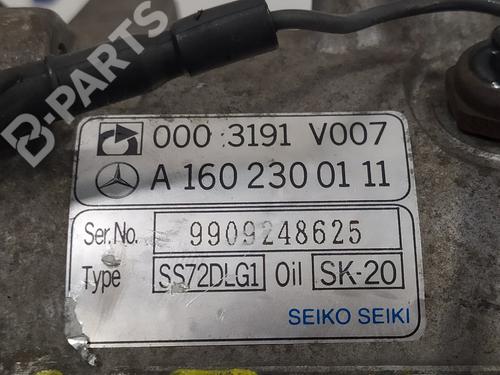 B-PARTS
000 3191 V007
A 160 230 01 11
Ser.No. 9909248625
Type SS72DLG1 Oil SK-20
SEIKO SEIKI